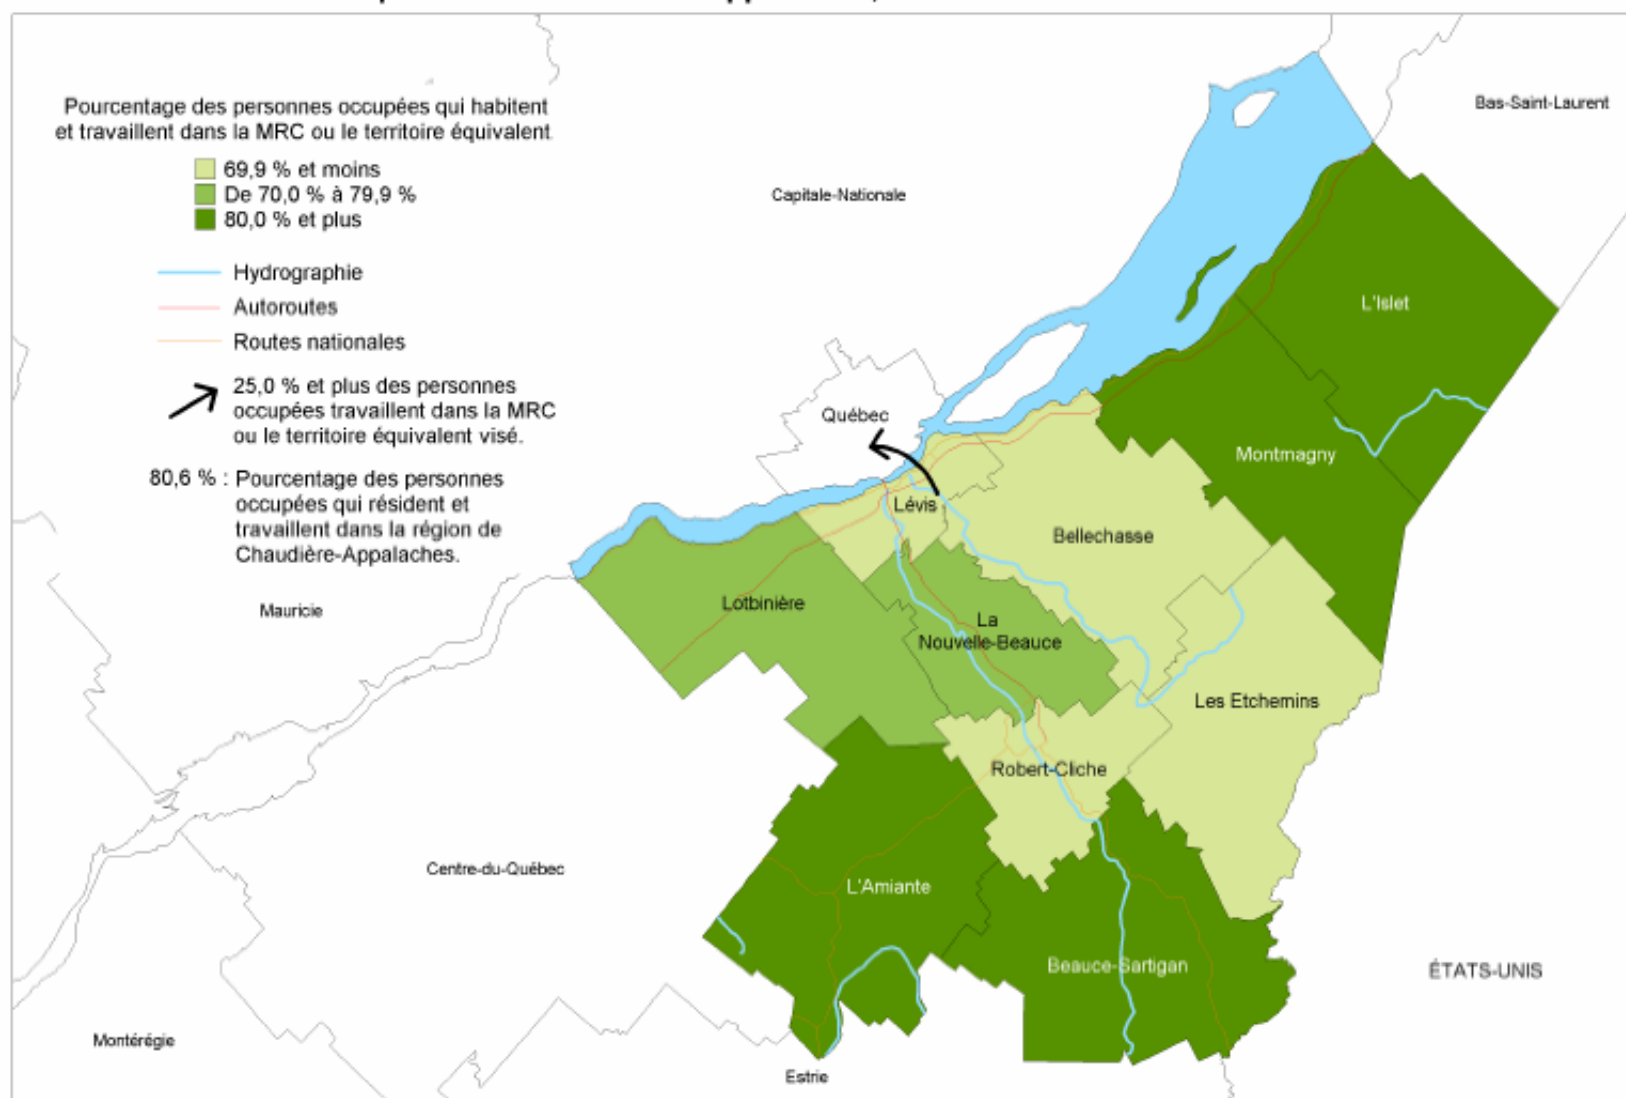 Pourcentage des personnes occupées qui habitent
et travaillent dans la MRC ou le territoire équivalent
69,9 % et moins
De 70,0 % à 79,9 %
80,0 % et plus
Hydrographie
Autoroutes
Routes nationales
25,0 % et plus des personnes
occupées travaillent dans la MRC
ou le territoire équivalent visé.
80,6 % : Pourcentage des personnes
occupées qui résident et
travaillent dans la région de
Chaudière-Appalaches.
Bas-Saint-Laurent
Capitale-Nationale
L'Islet
Québec
Montmagny
Lévis
Bellechasse
Lotbinière
Mauricie
La
Nouvelle-Beauce
Les Etchemins
Robert-Cliche
Centre-du-Québec
L'Amiante
Beauce-Sartigan
ÉTATS-UNIS
Montérégie
Estrie